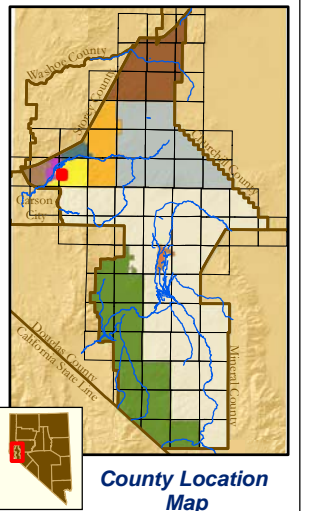 Washoe County
Storey County
Churchill County
Carson
City
Douglas County
California State Line
Mineral County
County Location
Map